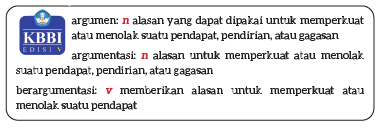 argumen: n alasan yang dapat dipakai untuk memperkuat
atau menolak suatu pendapat, pendirian, atau gagasan
KBBI
EDISI V
argumentasi: n alasan untuk memperkuat atau menolak
suatu pendapat, pendirian, atau gagasan
berargumentasi: v memberikan alasan untuk memperkuat atau
menolak suatu pendapat